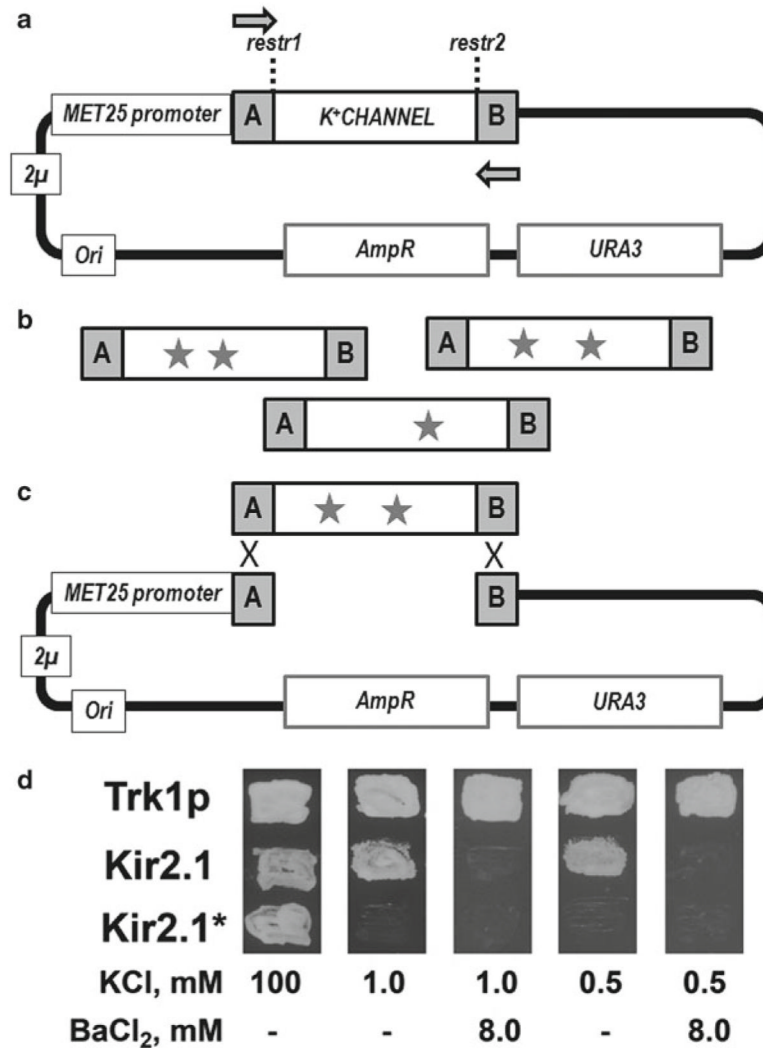 a
restr1 restr2
MET25 promoter A K⁺CHANNEL B
2µ
Ori AmpR URA3
b
A B A B
A B
c
A B
X X
MET25 promoter A B
2µ
Ori AmpR URA3
d
Trk1p
Kir2.1
Kir2.1*
KCl, mM 100 1.0 1.0 0.5 0.5
BaCl₂, mM - - 8.0 - 8.0